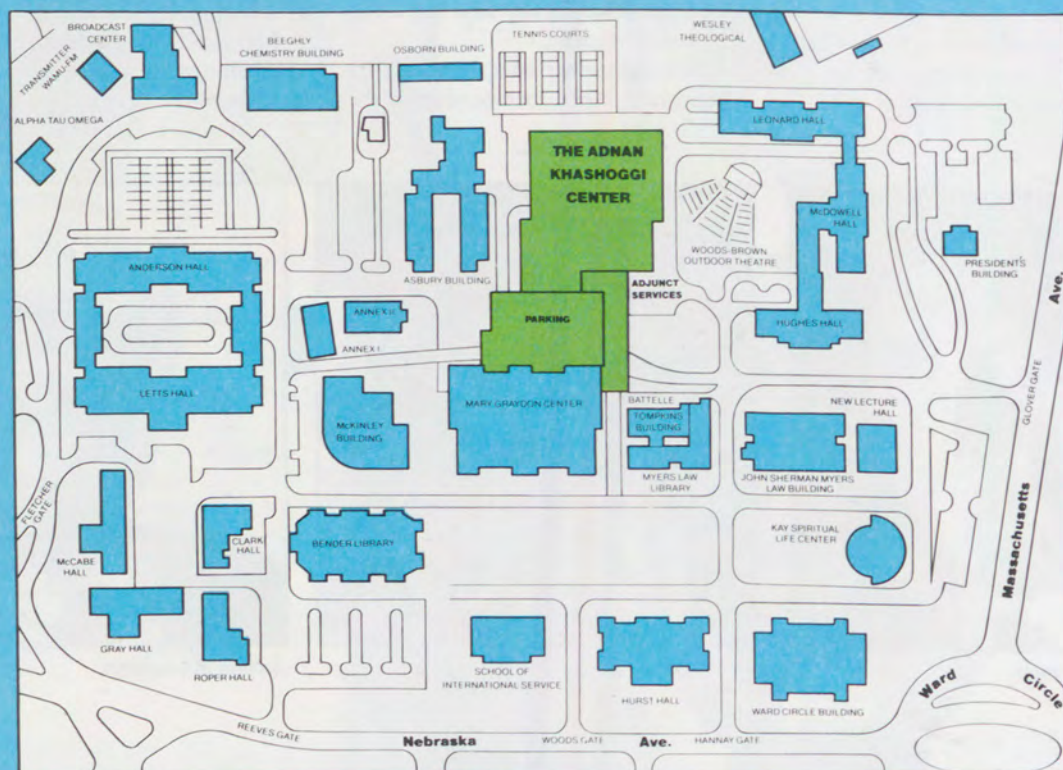 BROADCAST
CENTER
TRANSMITTER
WAMU-FM
BEEGHLY
CHEMISTRY BUILDING
OSBORN BUILDING
TENNIS COURTS
WESLEY
THEOLOGICAL
ALPHA TAU OMEGA
LEONARD HALL
THE ADNAN
KHASHOGGI
CENTER
McDOWELL
HALL
WOODS-BROWN
OUTDOOR THEATRE
PRESIDENT'S
BUILDING
ANDERSON HALL
ASBURY BUILDING
ADJUNCT
SERVICES
Ave.
ANNEX II
PARKING
HUGHES HALL
ANNEX I
GLOVER GATE
LETTS HALL
MARY GRAYDON CENTER
BATTELLE
TOMPKINS
BUILDING
NEW LECTURE
HALL
McKINLEY
BUILDING
MYERS LAW
LIBRARY
JOHN SHERMAN MYERS
LAW BUILDING
FLETCHER
GATE
Massachusetts
McCABE
HALL
CLARK
HALL
BENDER LIBRARY
KAY SPIRITUAL
LIFE CENTER
GRAY HALL
ROPER HALL
SCHOOL OF
INTERNATIONAL SERVICE
HURST HALL
WARD CIRCLE BUILDING
Ward Circle
REEVES GATE
Nebraska
WOODS GATE
Ave.
HANNAY GATE